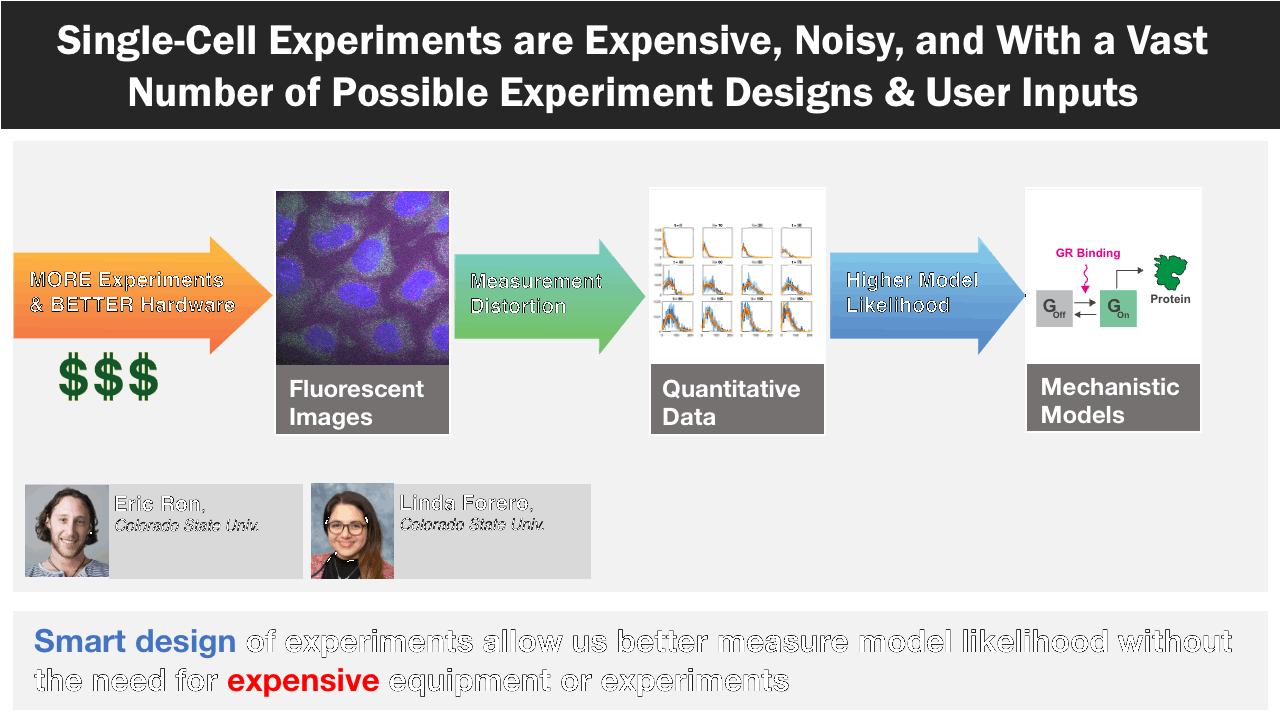 Single-Cell Experiments are Expensive, Noisy, and With a Vast
Number of Possible Experiment Designs & User Inputs
MORE Experiments
& BETTER Hardware
$$$
Fluorescent
Images
Measurement
Distortion
Quantitative
Data
Higher Model
Likelihood
GR Binding
G Off
G On
Protein
Mechanistic
Models
Eric Ron,
Colorado State Univ.
Linda Forero,
Colorado State Univ.
Smart design of experiments allow us better measure model likelihood without
the need for expensive equipment or experiments